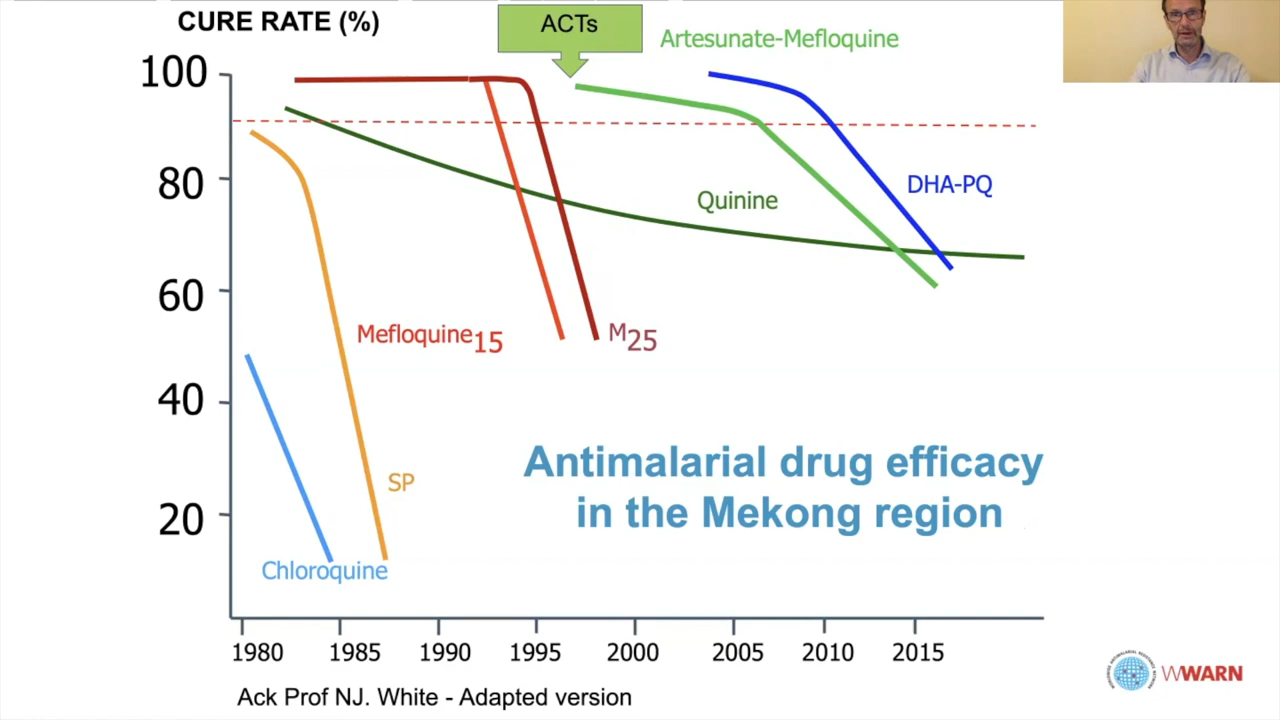 CURE RATE (%)
ACTs
Artesunate-Mefloquine
100
80
60
40
20
DHA-PQ
Quinine
Mefloquine15
M25
SP
Chloroquine
Antimalarial drug efficacy
in the Mekong region
1980 1985 1990 1995 2000 2005 2010 2015
Ack Prof NJ. White - Adapted version
WWARN